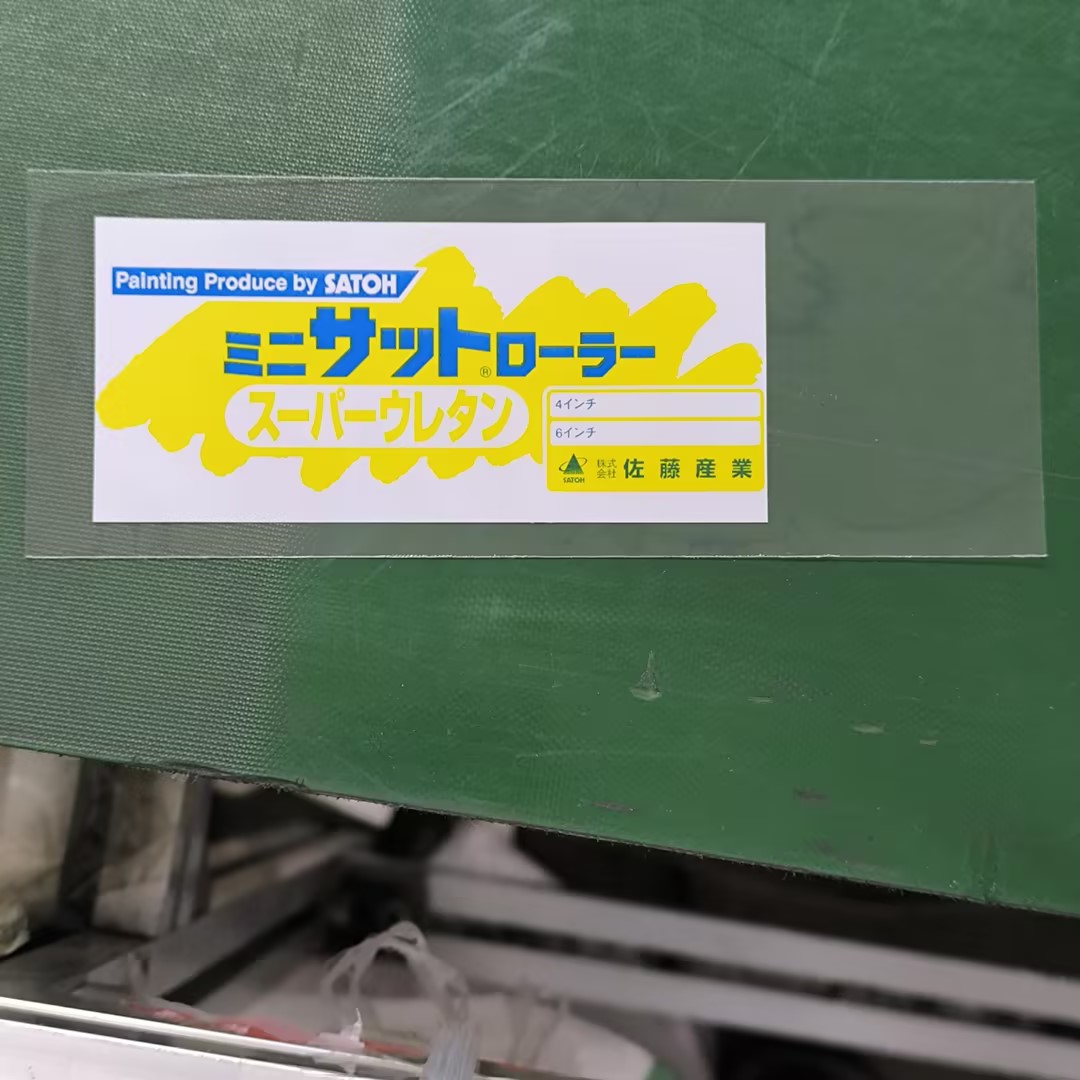 Painting Produce by SATOH
ミニサットローラー
®
スーパーウレタン
4インチ
6インチ
SATOH
株式会社 佐藤産業